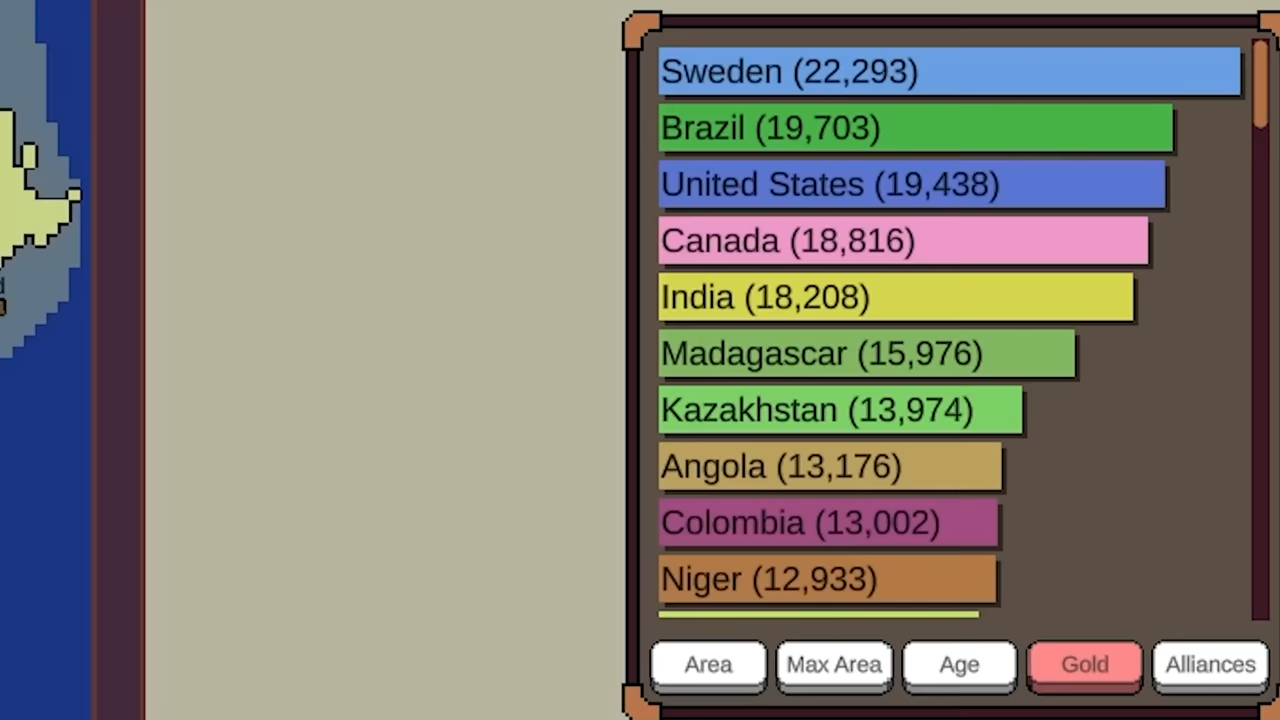 Sweden (22,293)
Brazil (19,703)
United States (19,438)
Canada (18,816)
India (18,208)
Madagascar (15,976)
Kazakhstan (13,974)
Angola (13,176)
Colombia (13,002)
Niger (12,933)
Area Max Area Age Gold Alliances